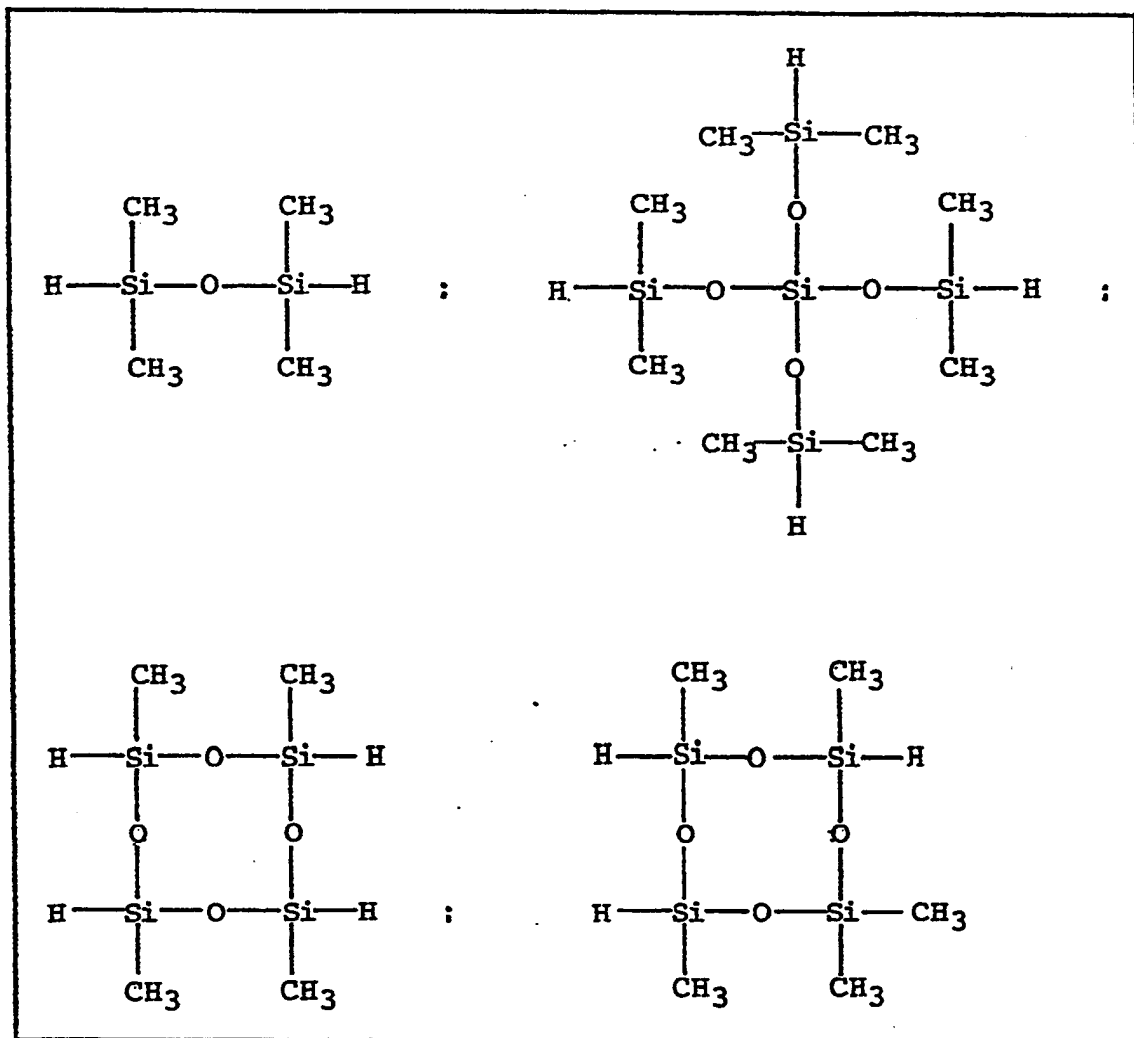 H
CH3—Si—CH3
O
CH3 CH3 CH3 CH3
H—Si—O—Si—H ; H—Si—O—Si—O—Si—H ;
CH3 CH3 CH3 O CH3
CH3—Si—CH3
H
CH3 CH3 CH3 CH3
H—Si—O—Si—H H—Si—O—Si—H
O O O O
H—Si—O—Si—H ; H—Si—O—Si—CH3
CH3 CH3 CH3 CH3